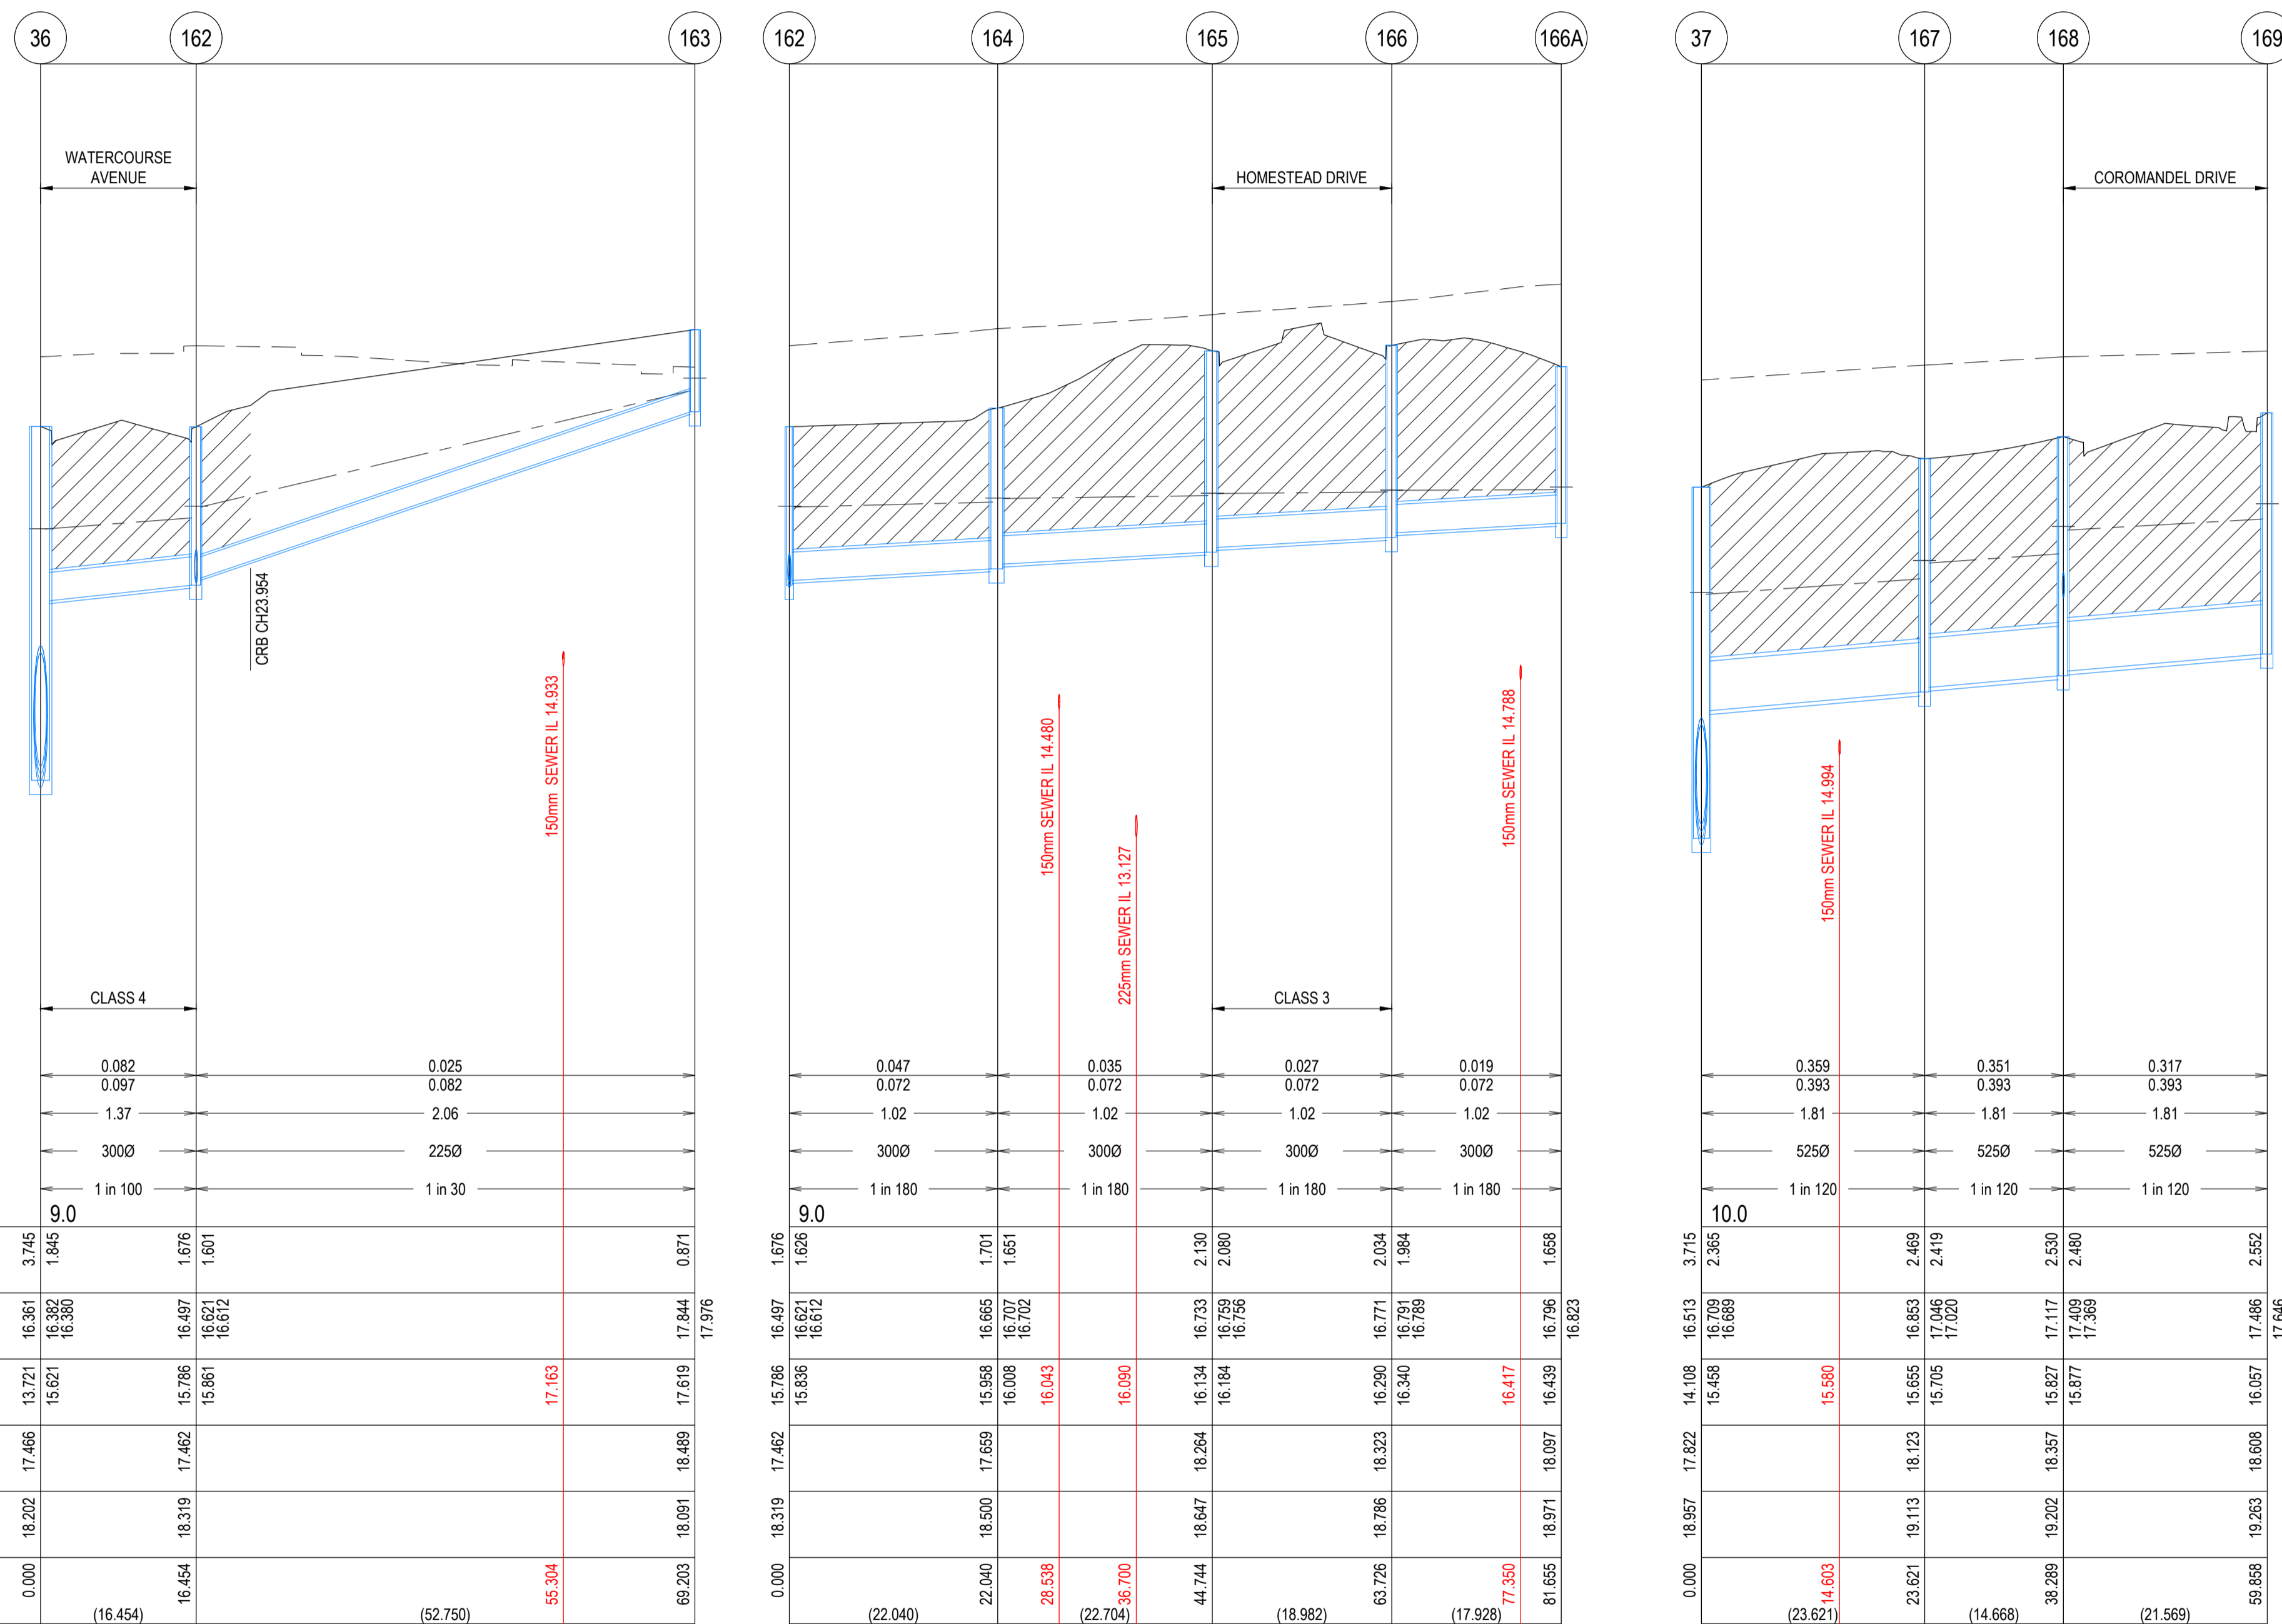 36 162 163 162 164 165 166 166A 37 167 168 169
WATERCOURSE
AVENUE
HOMESTEAD DRIVE
COROMANDEL DRIVE
CRB CH23.954
150mm SEWER IL 14.933
150mm SEWER IL 14.480
225mm SEWER IL 13.127
150mm SEWER IL 14.788
150mm SEWER IL 14.994
CLASS 4
CLASS 3
0.082 0.025 0.047 0.035 0.027 0.019 0.359 0.351 0.317
0.097 0.082 0.072 0.072 0.072 0.072 0.393 0.393 0.393
1.37 2.06 1.02 1.02 1.02 1.02 1.81 1.81 1.81
300Ø 225Ø 300Ø 300Ø 300Ø 300Ø 525Ø 525Ø 525Ø
1 in 100 1 in 30 1 in 180 1 in 180 1 in 180 1 in 180 1 in 120 1 in 120 1 in 120
9.0 9.0 10.0
3.745 1.845 1.676 1.601 0.871 1.676 1.626 1.701 1.651 2.130 2.080 2.034 1.984 1.658 3.715 2.365 2.469 2.419 2.530 2.480 2.552
16.361 16.382 16.380 16.497 16.621 16.612 17.844 17.976 16.497 16.621 16.612 16.665 16.707 16.702 16.733 16.759 16.756 16.771 16.791 16.789 16.796 16.823 16.513 16.709 16.689 16.853 17.046 17.020 17.117 17.409 17.369 17.486 17.646
13.721 15.621 15.786 15.861 17.163 17.619 15.786 15.836 15.958 16.008 16.043 16.090 16.134 16.184 16.290 16.340 16.417 16.439 14.108 15.458 15.580 15.655 15.705 15.827 15.877 16.057
17.466 17.462 18.489 17.462 17.659 18.264 18.323 18.097 17.822 18.123 18.357 18.608
18.202 18.319 18.091 18.319 18.500 18.647 18.786 18.971 18.957 19.113 19.202 19.263
0.000 16.454 55.304 69.203 0.000 22.040 28.538 36.700 44.744 63.726 77.350 81.655 0.000 14.603 23.621 38.289 59.858
(16.454) (52.750) (22.040) (22.704) (18.982) (17.928) (23.621) (14.668) (21.569)